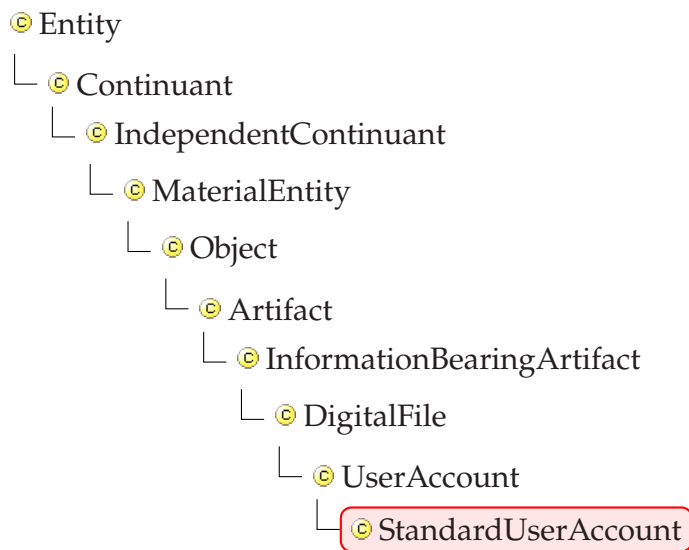 Entity
Continuant
IndependentContinuant
MaterialEntity
Object
Artifact
InformationBearingArtifact
DigitalFile
UserAccount
StandardUserAccount